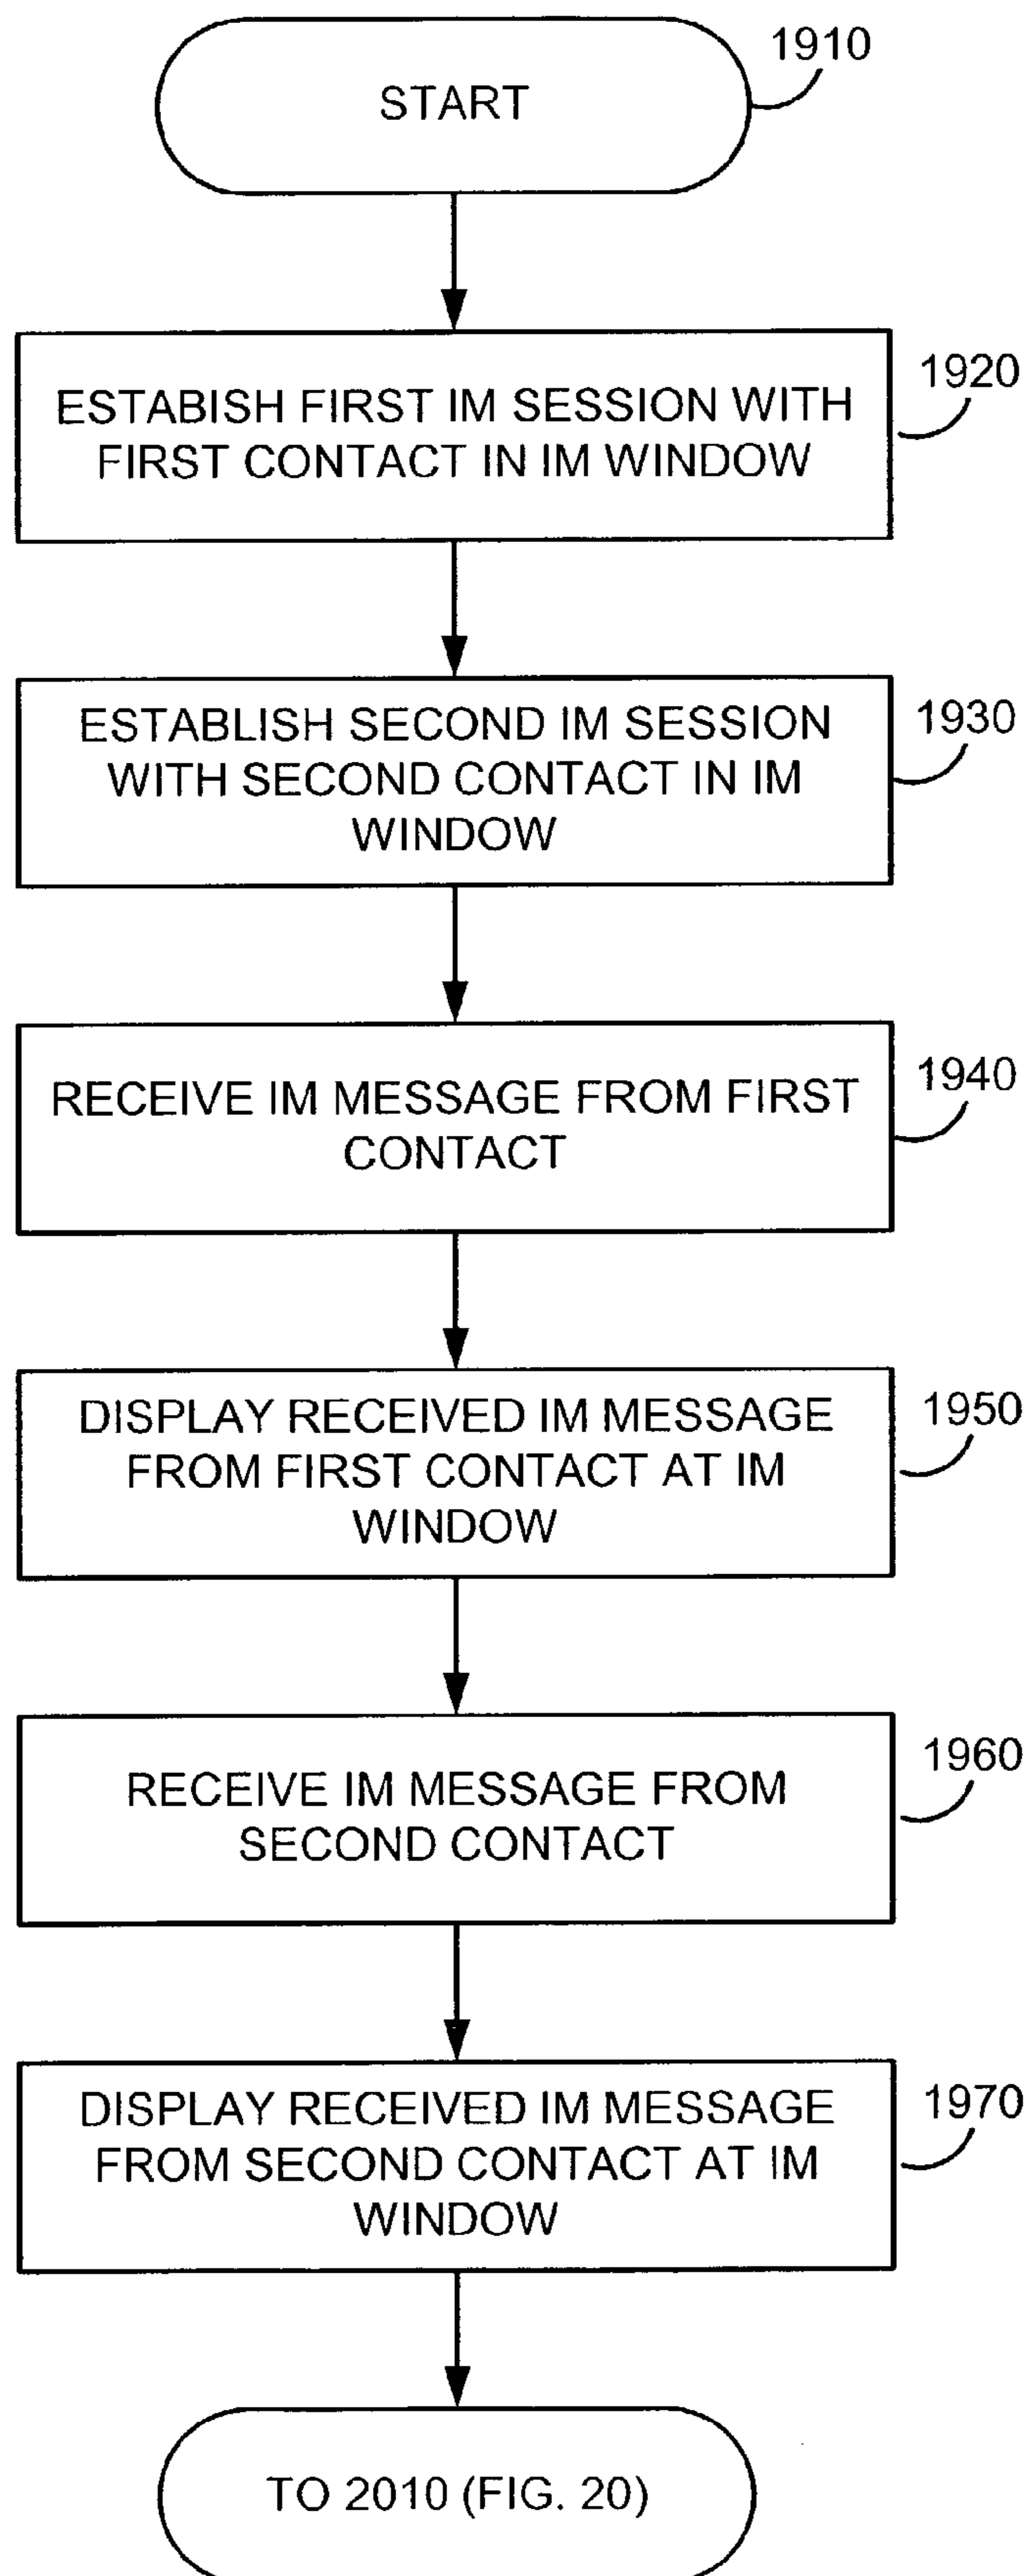 START
1910
ESTABISH FIRST IM SESSION WITH
FIRST CONTACT IN IM WINDOW
1920
ESTABLISH SECOND IM SESSION
WITH SECOND CONTACT IN IM
WINDOW
1930
RECEIVE IM MESSAGE FROM FIRST
CONTACT
1940
DISPLAY RECEIVED IM MESSAGE
FROM FIRST CONTACT AT IM
WINDOW
1950
RECEIVE IM MESSAGE FROM
SECOND CONTACT
1960
DISPLAY RECEIVED IM MESSAGE
FROM SECOND CONTACT AT IM
WINDOW
1970
TO 2010 (FIG. 20)